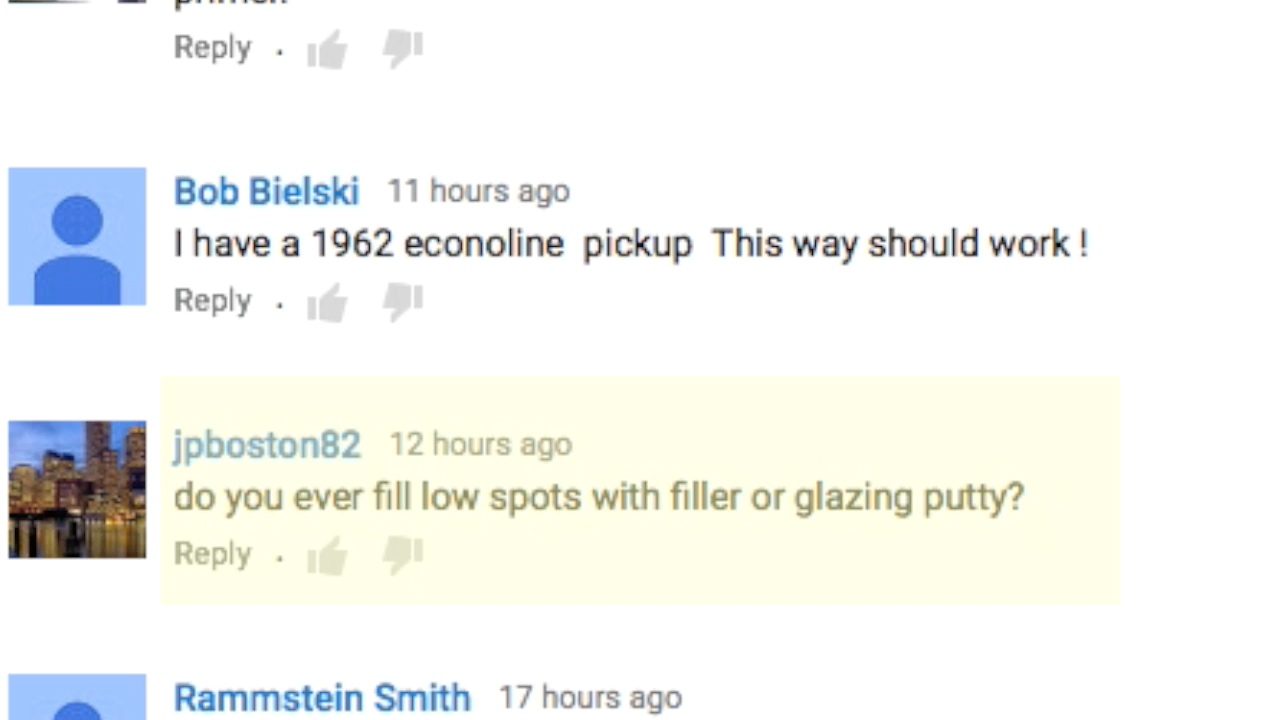 Reply .
Bob Bielski 11 hours ago
I have a 1962 econoline  pickup  This way should work !
Reply .
jpboston82 12 hours ago
do you ever fill low spots with filler or glazing putty?
Reply .
Rammstein Smith 17 hours ago